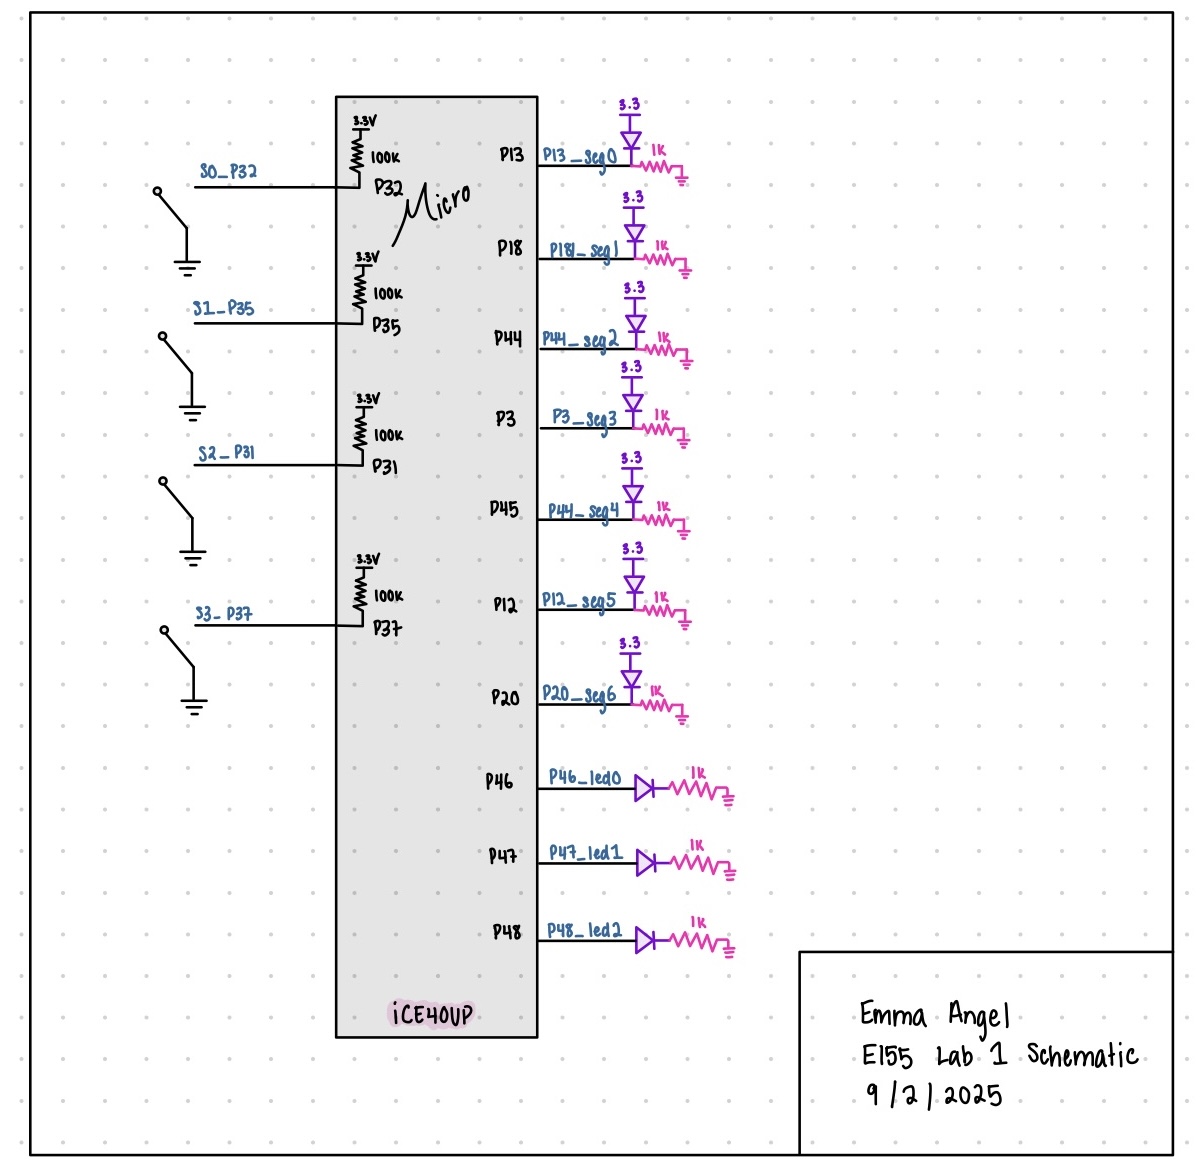 3.3V
100K
S0_P32
P32
Micro
3.3V
100K
S1_P35
P35
3.3V
100K
S2_P31
P31
3.3V
100K
S3_P37
P37
3.3
P13
P13_seg0
1K
3.3
P18
P181_seg1
1K
3.3
P44
P44_seg2
1K
3.3
P3
P3_seg3
1K
3.3
P45
P44_seg4
1K
3.3
P12
P12_seg5
1K
3.3
P20
P20_seg6
1K
P46
P46_led0
1K
P47
P47_led1
1K
P48
P48_led2
1K
iCE40UP
Emma Angel
E155 Lab 1 Schematic
9/2/2025